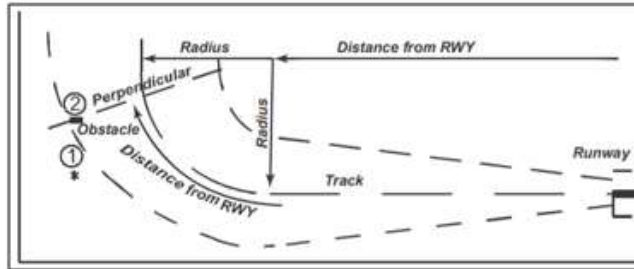 Radius
Distance from RWY
②
Perpendicular
Obstacle
①
*
Radius
Distance from RWY
Track
Runway